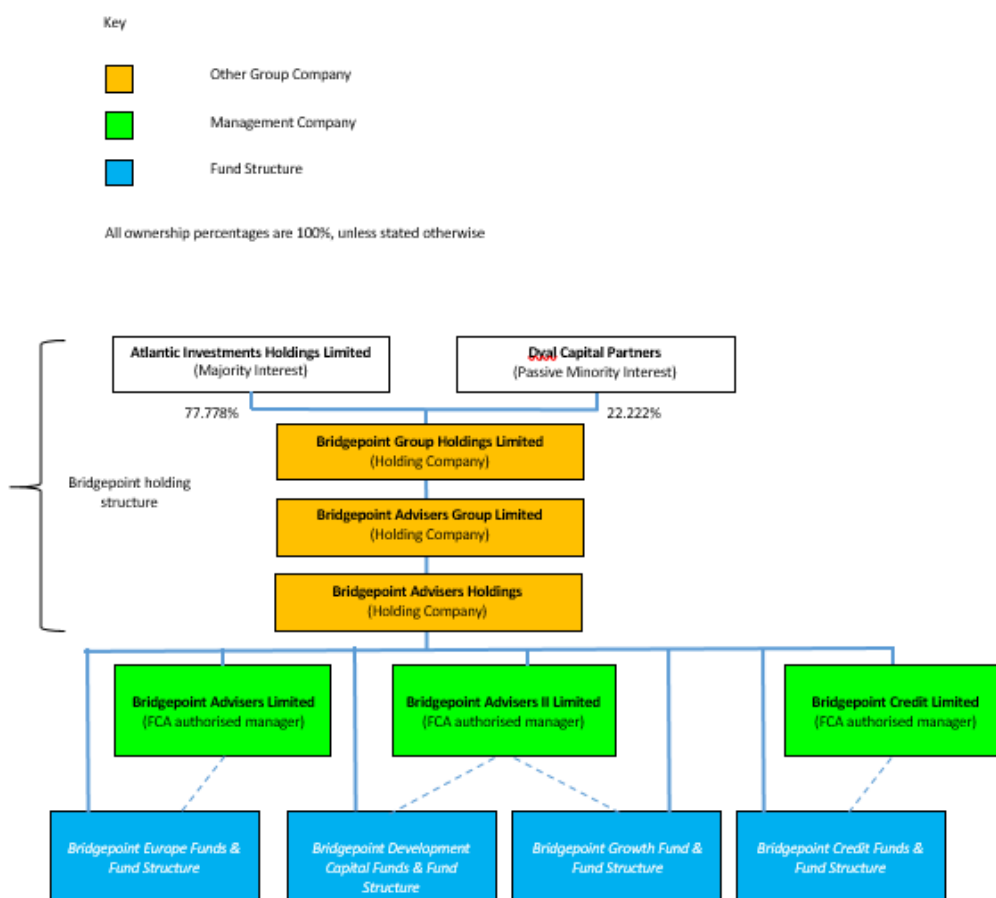 Key
Other Group Company
Management Company
Fund Structure
All ownership percentages are 100%, unless stated otherwise
Atlantic Investments Holdings Limited
(Majority Interest)
Dyal Capital Partners
(Passive Minority Interest)
77.778%
22.222%
Bridgepoint Group Holdings Limited
(Holding Company)
Bridgepoint holding
structure
Bridgepoint Advisers Group Limited
(Holding Company)
Bridgepoint Advisers Holdings
(Holding Company)
Bridgepoint Advisers Limited
(FCA authorised manager)
Bridgepoint Advisers II Limited
(FCA authorised manager)
Bridgepoint Credit Limited
(FCA authorised manager)
Bridgepoint Europe Funds &
Fund Structure
Bridgepoint Development
Capital Funds & Fund
Structure
Bridgepoint Growth Fund &
Fund Structure
Bridgepoint Credit Funds &
Fund Structure